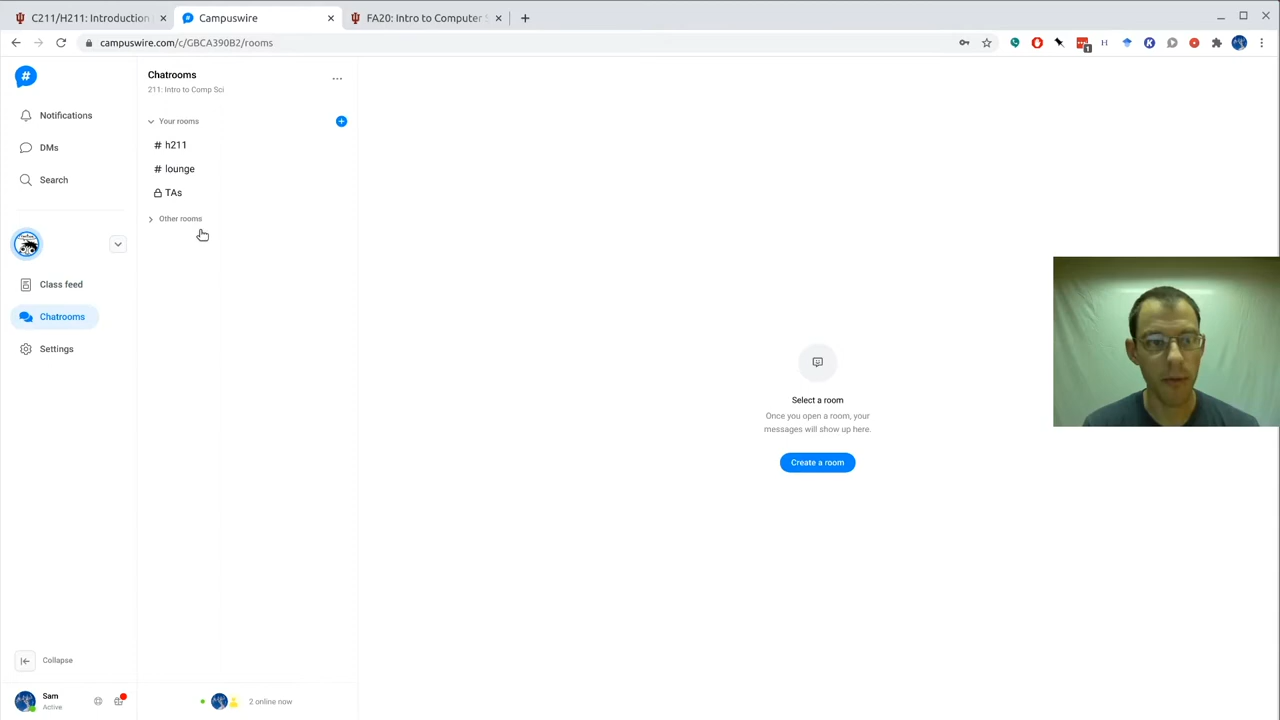 C211/H211: Introduction
Campuswire
FA20: Intro to Computer S
campuswire.com/c/GBCA390B2/rooms
H
K
1
#
Notifications
DMs
Search
Class feed
Chatrooms
Settings
Collapse
Sam
Active
Chatrooms
211: Intro to Comp Sci
Your rooms
# h211
# lounge
TAs
Other rooms
2 online now
Select a room
Once you open a room, your
messages will show up here.
Create a room